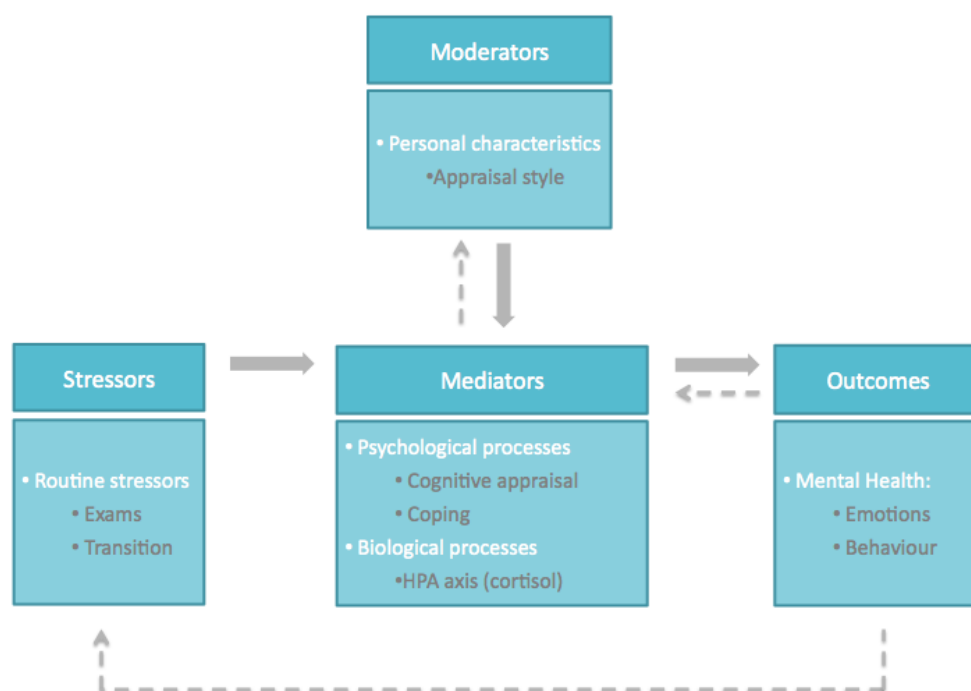 Moderators
• Personal characteristics
•Appraisal style
Stressors
• Routine stressors
• Exams
• Transition
Mediators
• Psychological processes
• Cognitive appraisal
• Coping
• Biological processes
•HPA axis (cortisol)
Outcomes
• Mental Health:
• Emotions
• Behaviour